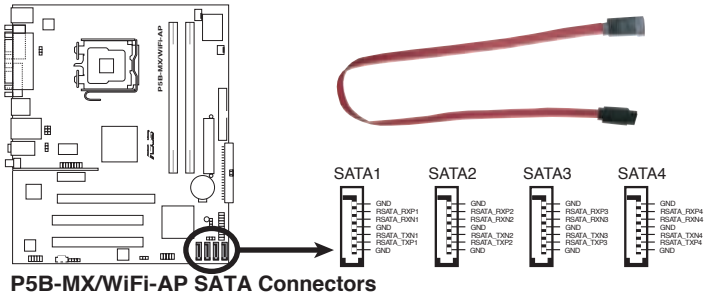 P5B-MX/WiFi-AP
SATA1
GND
RSATA_RXP1
RSATA_RXN1
GND
RSATA_TXN1
RSATA_TXP1
GND
SATA2
GND
RSATA_RXP2
RSATA_RXN2
GND
RSATA_TXN2
RSATA_TXP2
GND
SATA3
GND
RSATA_RXP3
RSATA_RXN3
GND
RSATA_TXN3
RSATA_TXP3
GND
SATA4
GND
RSATA_RXP4
RSATA_RXN4
GND
RSATA_TXN4
RSATA_TXP4
GND
P5B-MX/WiFi-AP SATA Connectors